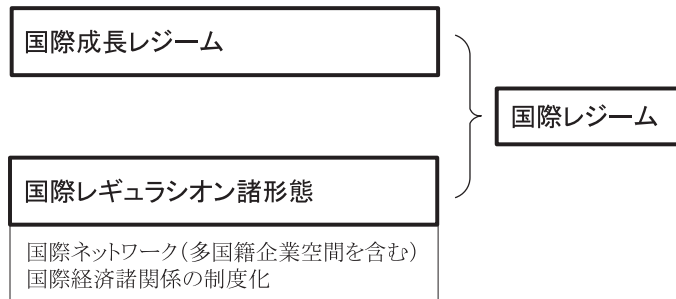 国際成長レジーム
国際レジーム
国際レギュラシオン諸形態
国際ネットワーク(多国籍企業空間を含む)
国際経済諸関係の制度化